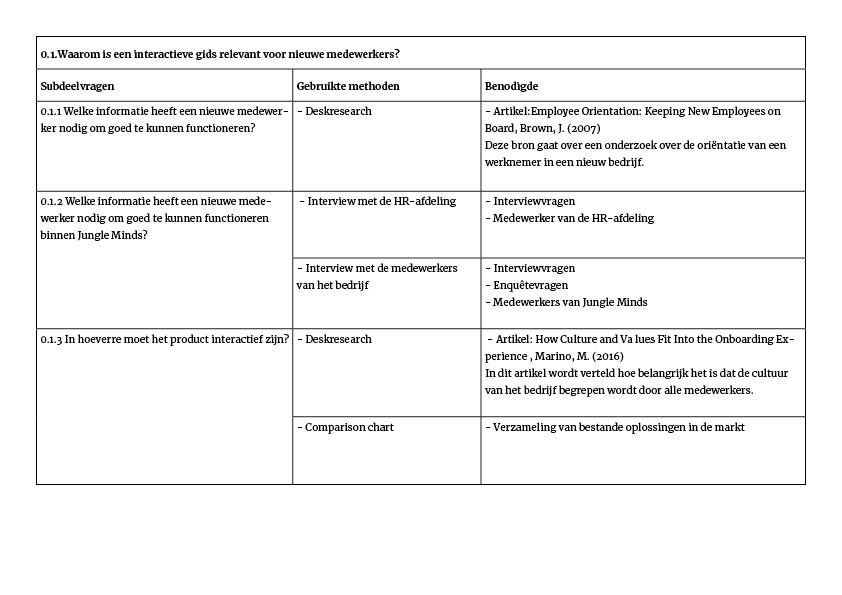 0.1.Waarom is een interactieve gids relevant voor nieuwe medewerkers?
Subdeelvragen
Gebruikte methoden
Benodigde
0.1.1 Welke informatie heeft een nieuwe medewer-
ker nodig om goed te kunnen functioneren?
- Deskresearch
- Artikel:Employee Orientation: Keeping New Employees on
Board, Brown, J. (2007)
Deze bron gaat over een onderzoek over de oriëntatie van een
werknemer in een nieuw bedrijf.
0.1.2 Welke informatie heeft een nieuwe mede-
werker nodig om goed te kunnen functioneren
binnen Jungle Minds?
- Interview met de HR-afdeling
- Interviewvragen
- Medewerker van de HR-afdeling
- Interview met de medewerkers
van het bedrijf
- Interviewvragen
- Enquêtevragen
- Medewerkers van Jungle Minds
0.1.3 In hoeverre moet het product interactief zijn?
- Deskresearch
- Artikel: How Culture and Va lues Fit Into the Onboarding Ex-
perience , Marino, M. (2016)
In dit artikel wordt verteld hoe belangrijk het is dat de cultuur
van het bedrijf begrepen wordt door alle medewerkers.
- Comparison chart
- Verzameling van bestande oplossingen in de markt